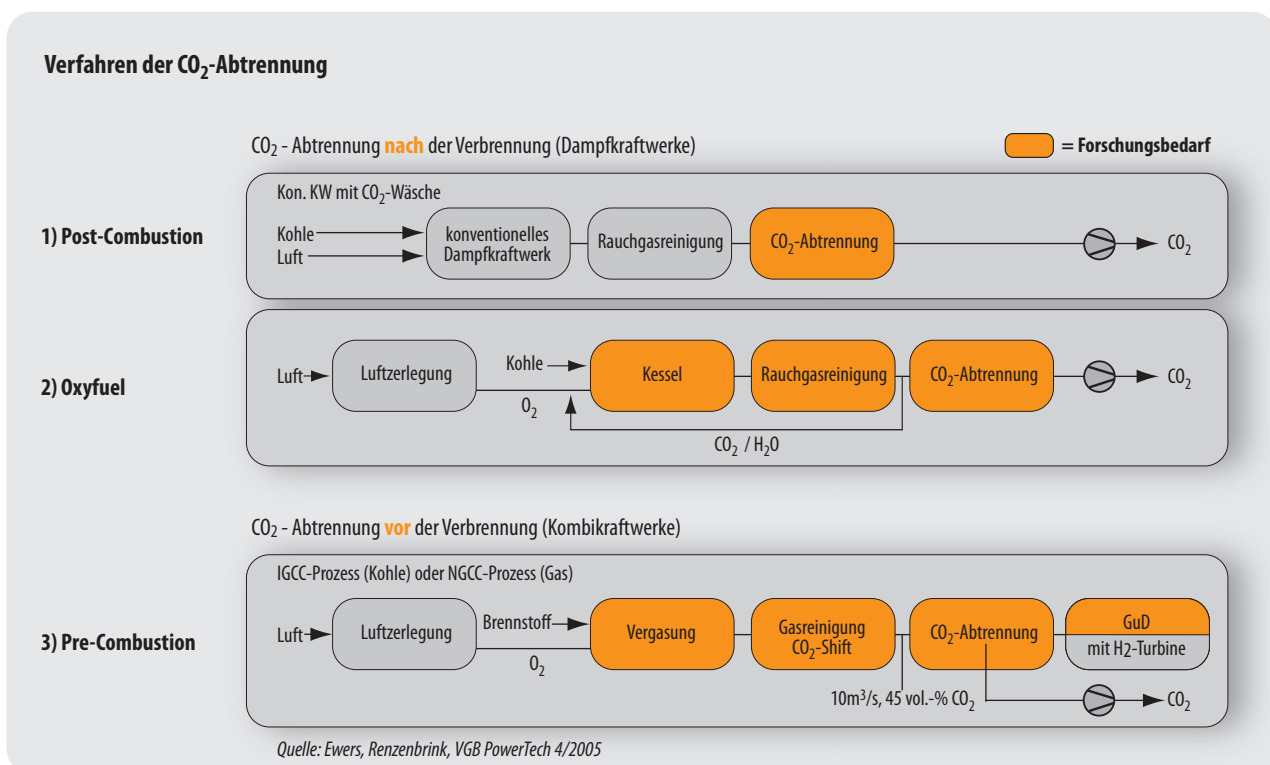 Verfahren der CO2-Abtrennung
CO2 - Abtrennung nach der Verbrennung (Dampfkraftwerke)
= Forschungsbedarf
1) Post-Combustion
Kon. KW mit CO2-Wäsche
Kohle
Luft
konventionelles
Dampfkraftwerk
Rauchgasreinigung
CO2-Abtrennung
CO2
2) Oxyfuel
Luft
Luftzerlegung
Kohle
O2
Kessel
Rauchgasreinigung
CO2-Abtrennung
CO2
CO2 / H2O
CO2 - Abtrennung vor der Verbrennung (Kombikraftwerke)
3) Pre-Combustion
IGCC-Prozess (Kohle) oder NGCC-Prozess (Gas)
Luft
Luftzerlegung
Brennstoff
O2
Vergasung
Gasreinigung
CO2-Shift
CO2-Abtrennung
GuD
mit H2-Turbine
10m³/s, 45 vol.-% CO2
CO2
Quelle: Ewers, Renzenbrink, VGB PowerTech 4/2005